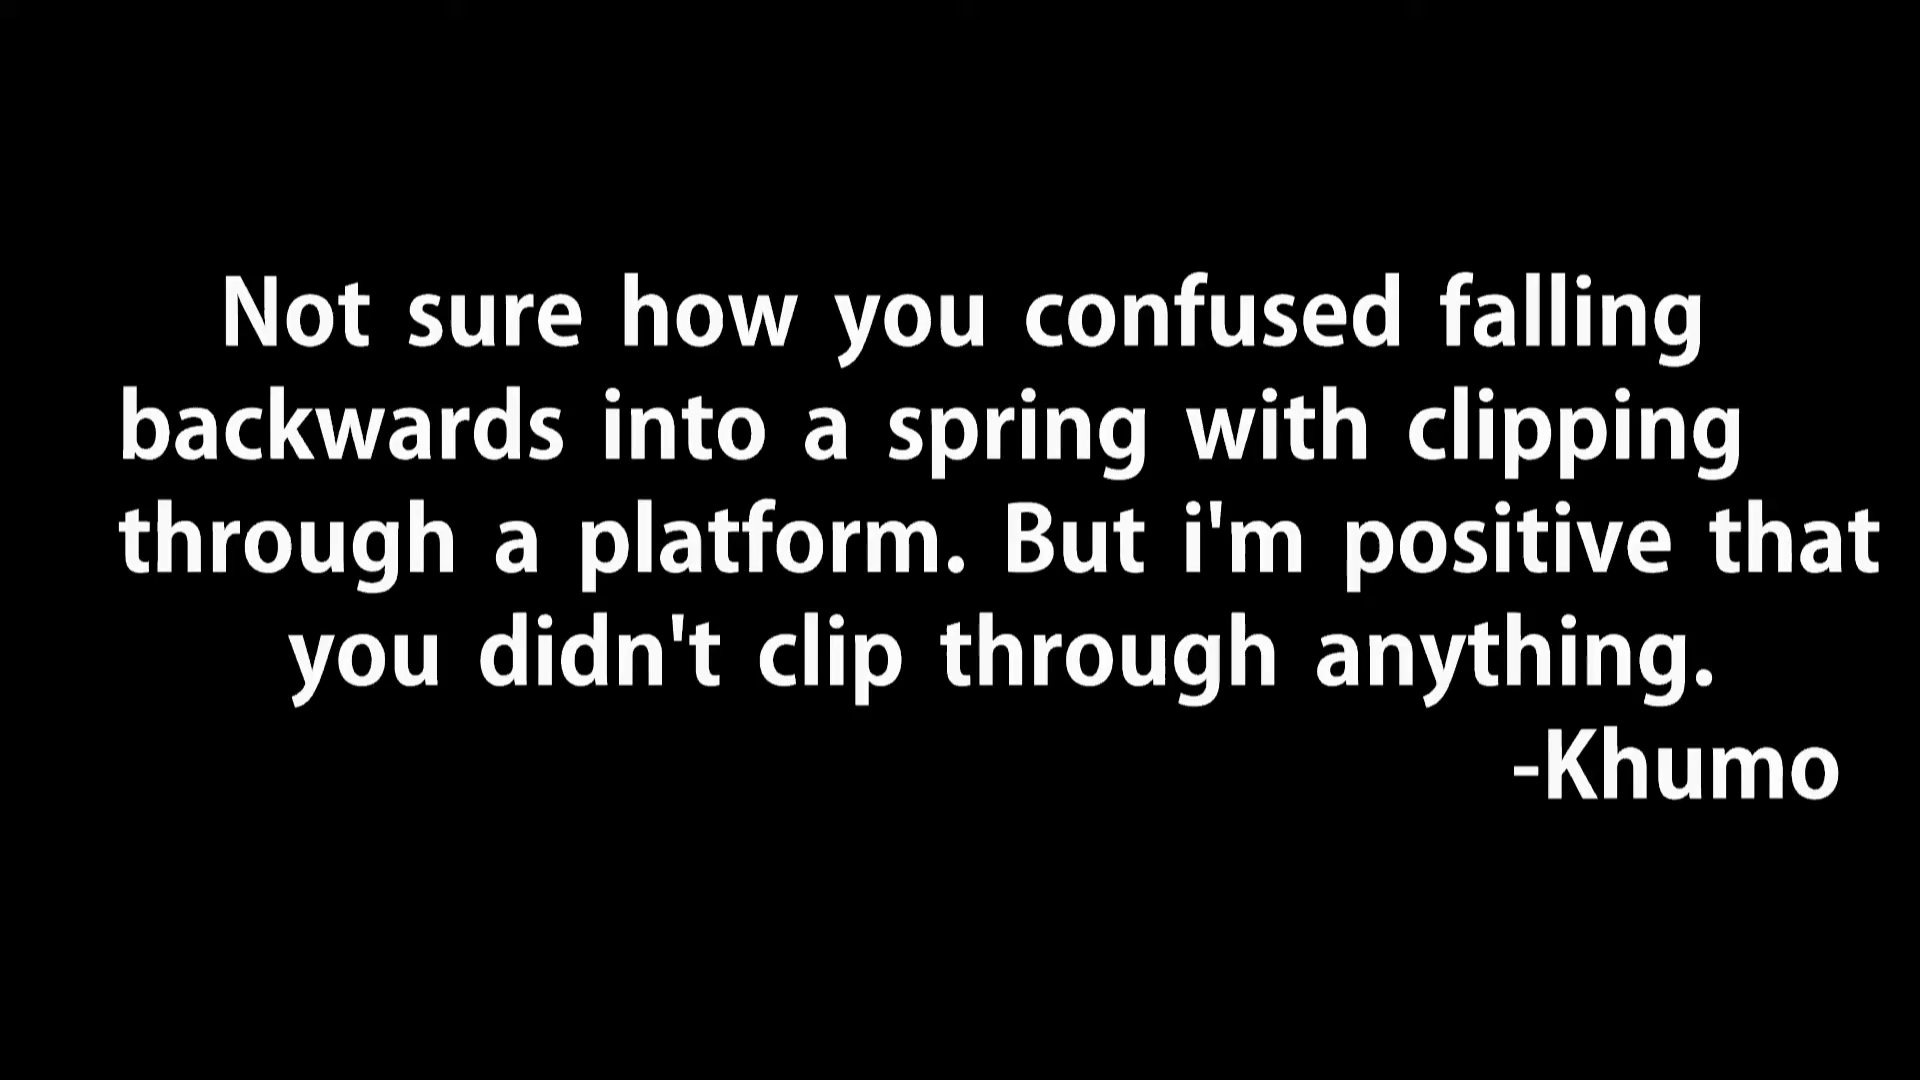 Not sure how you confused falling
backwards into a spring with clipping
through a platform. But i'm positive that
you didn't clip through anything.
-Khumo